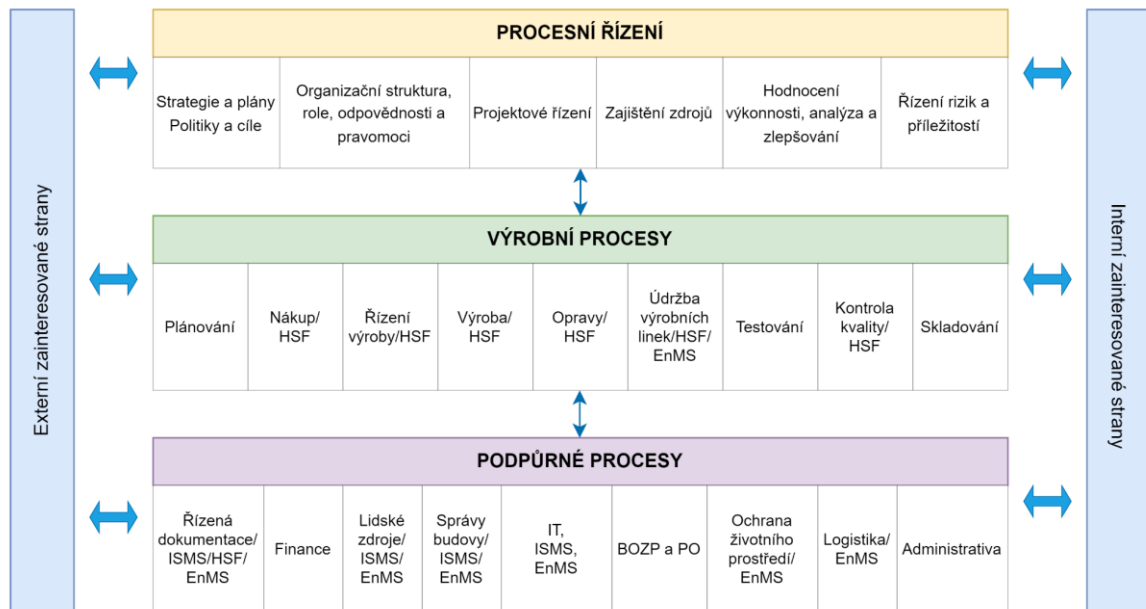 Externí zainteresované strany
PROCESNÍ ŘÍZENÍ
Strategie a plány
Politiky a cíle
Organizační struktura,
role, odpovědnosti a
pravomoci
Projektové řízení
Zajištění zdrojů
Hodnocení
výkonnosti, analýza a
zlepšování
Řízení rizik a
příležitostí
VÝROBNÍ PROCESY
Plánování
Nákup/
HSF
Řízení
výroby/HSF
Výroba/
HSF
Opravy/
HSF
Údržba
výrobních
linek/HSF/
EnMS
Testování
Kontrola
kvality/
HSF
Skladování
PODPŮRNÉ PROCESY
Řízená
dokumentace/
ISMS/HSF/
EnMS
Finance
Lidské
zdroje/
ISMS/
EnMS
Správy
budovy/
ISMS/
EnMS
IT,
ISMS,
EnMS
BOZP a PO
Ochrana
životního
prostředí/
EnMS
Logistika/
EnMS
Administrativa
Interní zainteresované strany